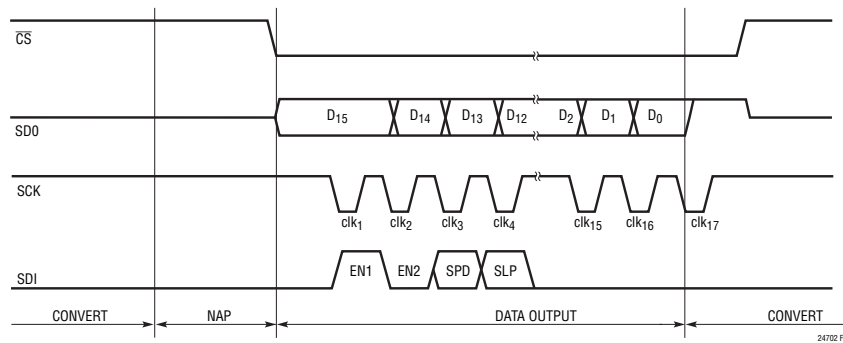 CS
SD0
D15
D14
D13
D12
D2
D1
D0
SCK
clk1
clk2
clk3
clk4
clk15
clk16
clk17
SDI
EN1
EN2
SPD
SLP
CONVERT
NAP
DATA OUTPUT
CONVERT
24702 F